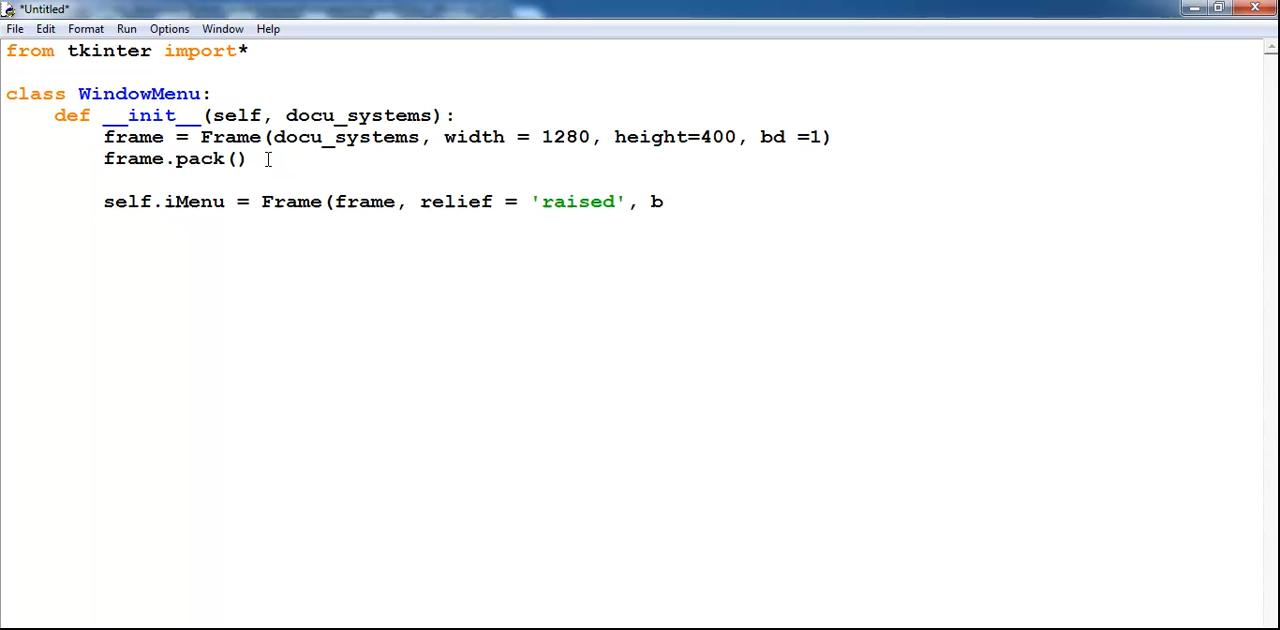 *Untitled*
File Edit Format Run Options Window Help
from tkinter import*
class WindowMenu:
def __init__(self, docu_systems):
frame = Frame(docu_systems, width = 1280, height=400, bd =1)
frame.pack()
self.iMenu = Frame(frame, relief = 'raised', b